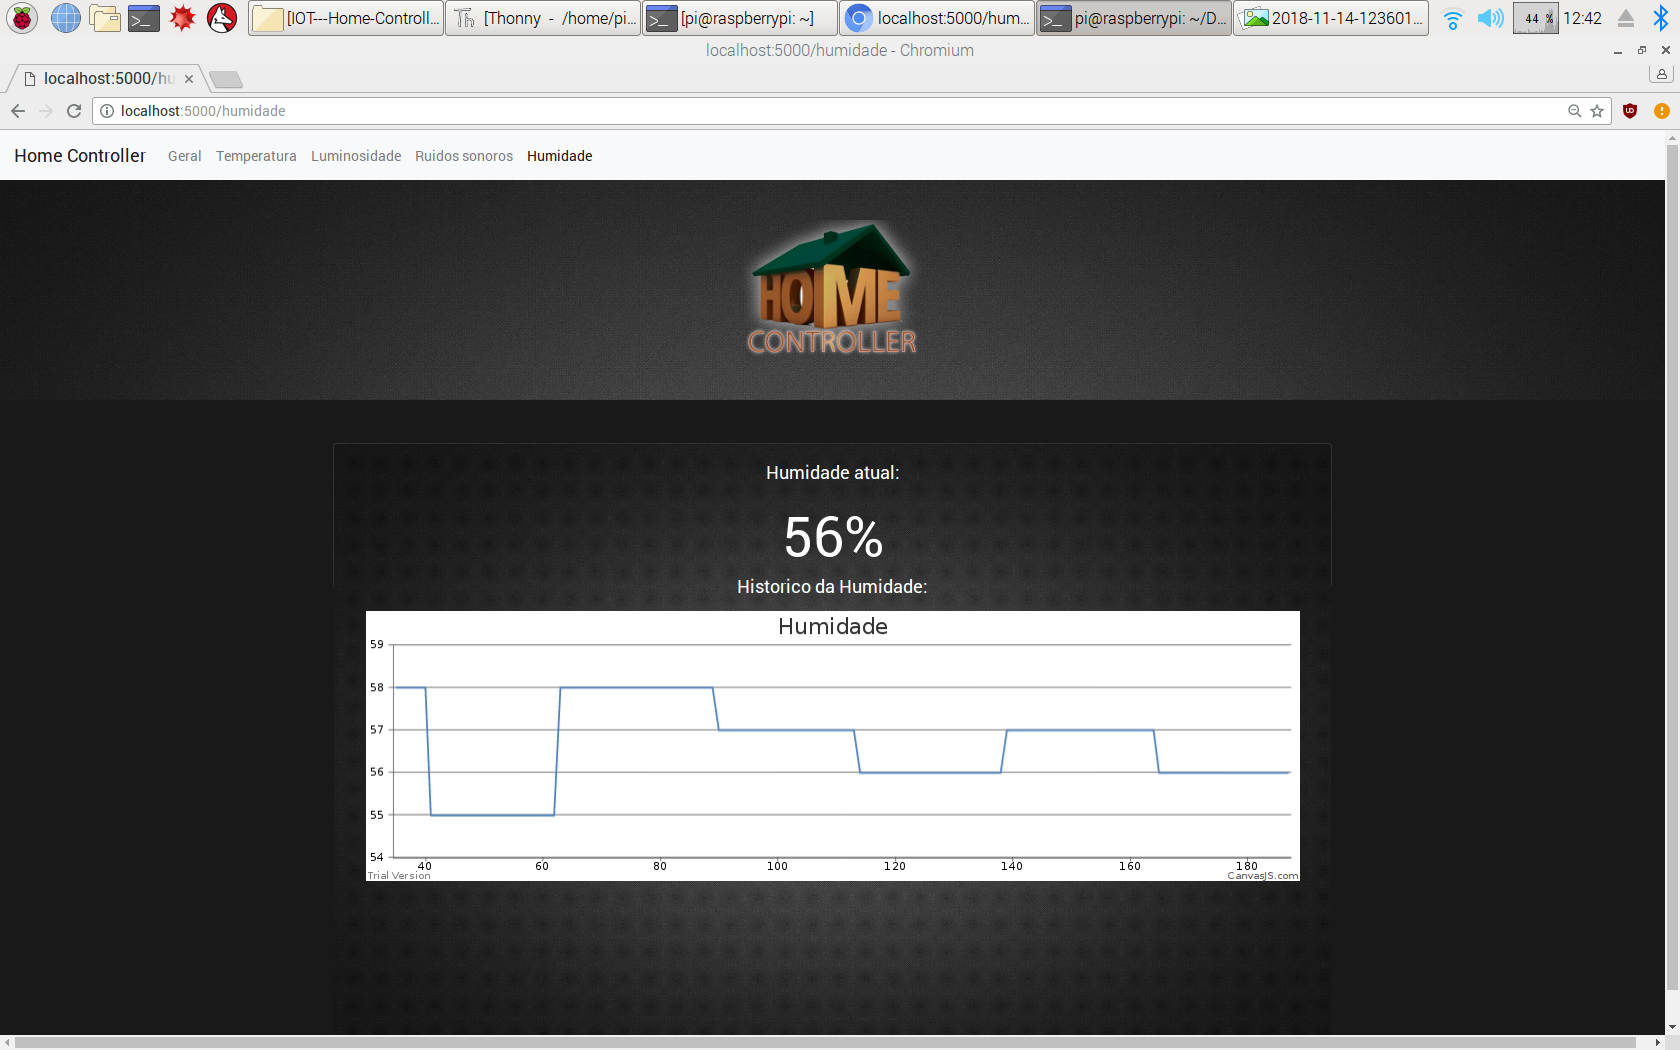 [IOT---Home-Controll...
[Thonny - /home/pi...
[pi@raspberrypi: ~]
localhost:5000/hum...
pi@raspberrypi: ~/D...
2018-11-14-123601...
44 %
12:42
localhost:5000/humidade - Chromium
localhost:5000/hu
localhost:5000/humidade
Home Controller
Geral
Temperatura
Luminosidade
Ruidos sonoros
Humidade
HOME
CONTROLLER
Humidade atual:
56%
Historico da Humidade:
Humidade
59
58
57
56
55
54
40 60 80 100 120 140 160 180
Trial Version
CanvasJS.com